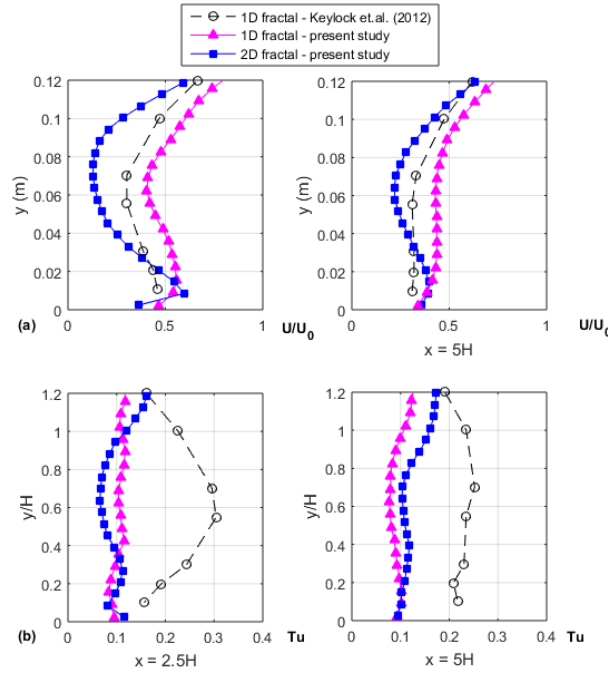 1D fractal - Keylock et.al. (2012)
1D fractal - present study
2D fractal - present study
0.12
0.1
0.08
0.06
0.04
0.02
0
y (m)
0
0.5
1
(a)
U/U0
0.12
0.1
0.08
0.06
0.04
0.02
0
y (m)
0
0.5
1
U/U0
x = 5H
1.2
1
0.8
0.6
0.4
0.2
0
y/H
0
0.1
0.2
0.3
0.4
(b)
Tu
x = 2.5H
1.2
1
0.8
0.6
0.4
0.2
0
y/H
0
0.1
0.2
0.3
0.4
Tu
x = 5H